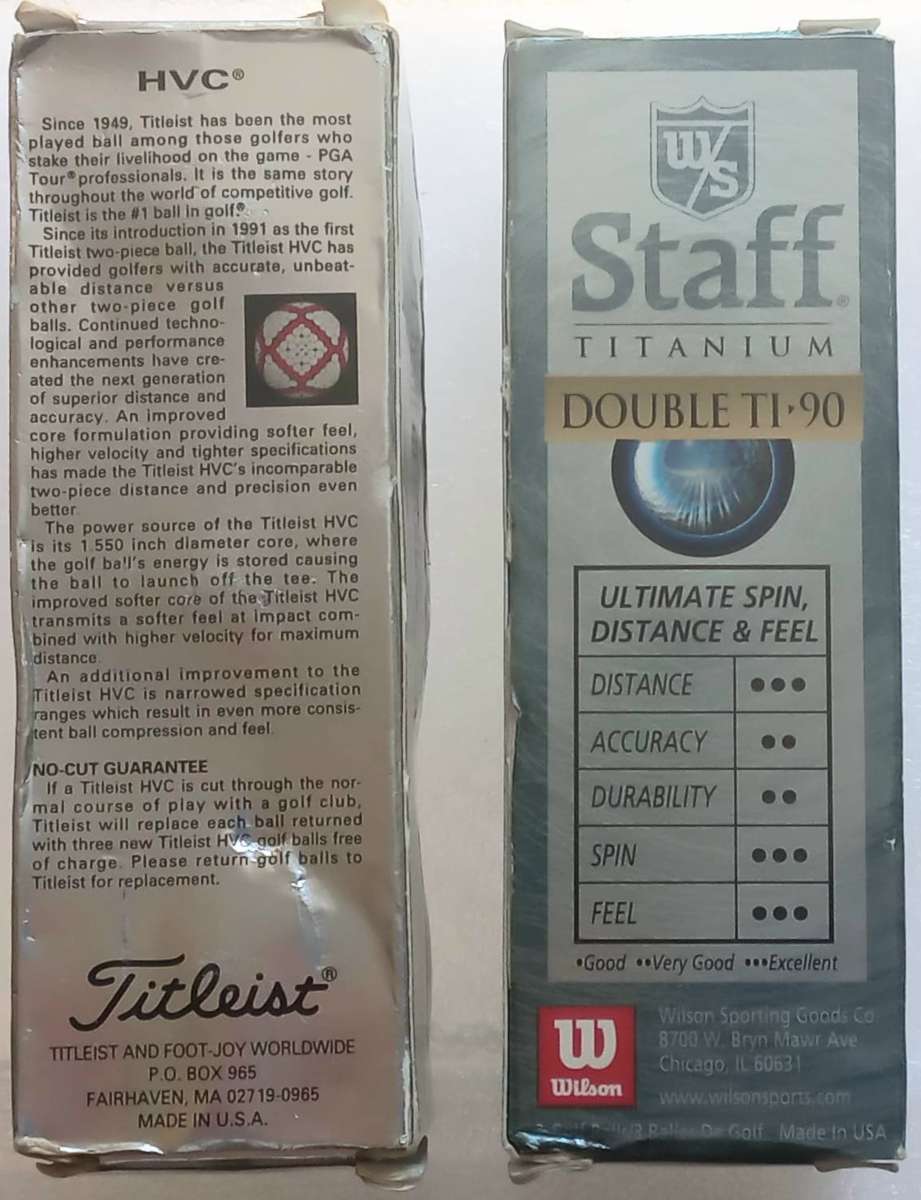 HVC®
Since 1949, Titleist has been the most
played ball among those golfers who
stake their livelihood on the game - PGA
Tour® professionals. It is the same story
throughout the world of competitive golf.
Titleist is the #1 ball in golf.®
Since its introduction in 1991 as the first
Titleist two-piece ball, the Titleist HVC has
provided golfers with accurate, unbeat-
able distance versus
other two-piece golf
balls. Continued techno-
logical and performance
enhancements have cre-
ated the next generation
of superior distance and
accuracy. An improved
core formulation providing softer feel,
higher velocity and tighter specifications
has made the Titleist HVC's incomparable
two-piece distance and precision even
better.
The power source of the Titleist HVC
is its 1.550 inch diameter core, where
the golf ball's energy is stored causing
the ball to launch off the tee. The
improved softer core of the Titleist HVC
transmits a softer feel at impact com-
bined with higher velocity for maximum
distance.
An additional improvement to the
Titleist HVC is narrowed specification
ranges which result in even more consis-
tent ball compression and feel.
NO-CUT GUARANTEE
If a Titleist HVC is cut through the nor-
mal course of play with a golf club,
Titleist will replace each ball returned
with three new Titleist HVC golf balls free
of charge. Please return golf balls to
Titleist for replacement.
Titleist®
TITLEIST AND FOOT-JOY WORLDWIDE
P.O. BOX 965
FAIRHAVEN, MA 02719-0965
MADE IN U.S.A.
W/S
Staff®
TITANIUM
DOUBLE TI•90
ULTIMATE SPIN,
DISTANCE & FEEL
DISTANCE •••
ACCURACY ••
DURABILITY ••
SPIN •••
FEEL •••
•Good ••Very Good •••Excellent
W
Wilson
Wilson Sporting Goods Co
8700 W. Bryn Mawr Ave
Chicago, IL 60631
www.wilsonsports.com
3 Golf Balls/3 Balles De Golf Made In USA